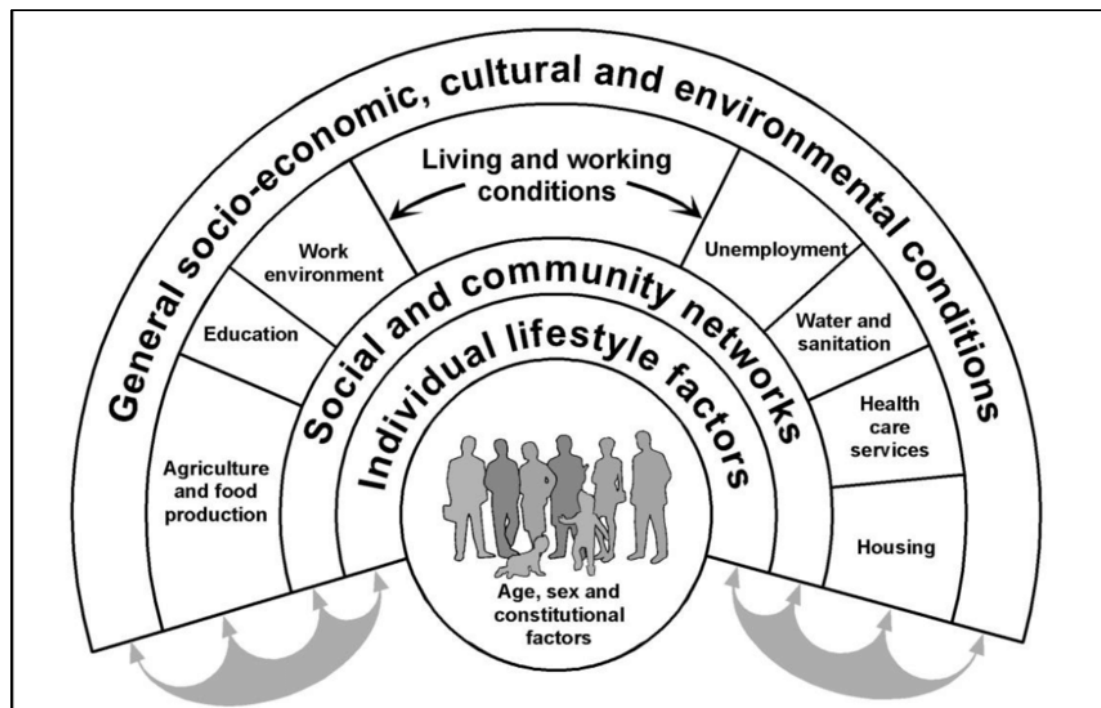 General socio-economic, cultural and environmental conditions
Living and working
conditions
Work
environment
Education
Agriculture
and food
production
Unemployment
Water and
sanitation
Health
care
services
Housing
Social and community networks
Individual lifestyle factors
Age, sex and
constitutional
factors